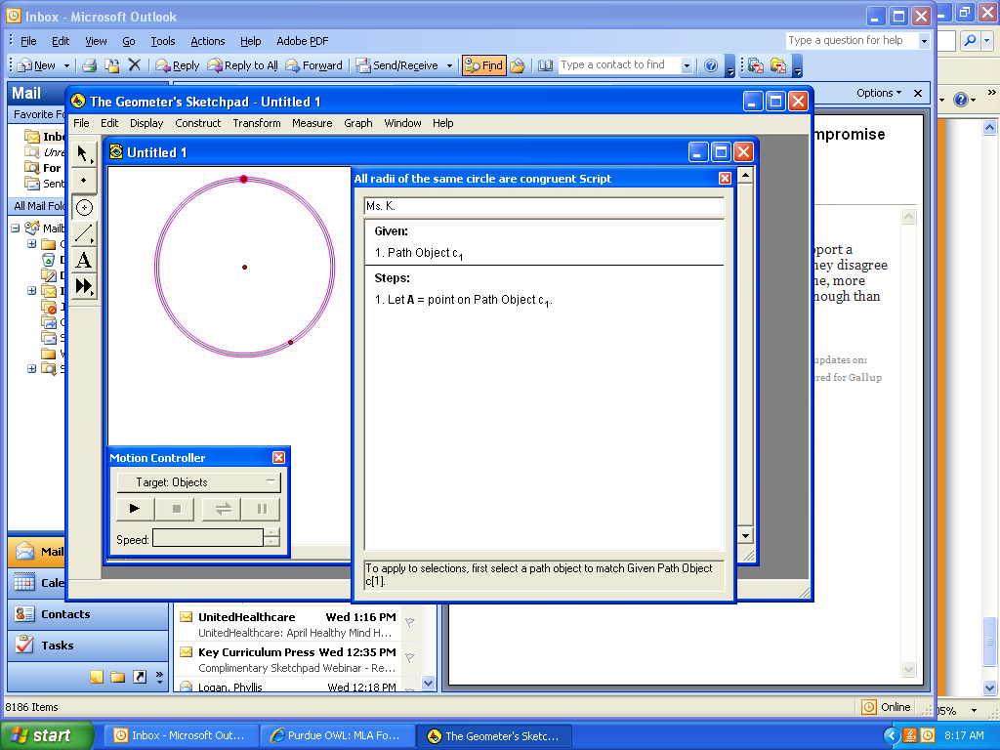 Inbox - Microsoft Outlook
File Edit View Go Tools Actions Help Adobe PDF
Type a question for help
New Reply Reply to All Forward Send/Receive Find Type a contact to find
Mail
Options
Favorite Fo
Inbo
Unre
For
Sent
All Mail Fold
Mailb
The Geometer's Sketchpad - Untitled 1
File Edit Display Construct Transform Measure Graph Window Help
Untitled 1
A
All radii of the same circle are congruent Script
Ms. K.
Given:
1. Path Object c1
Steps:
1. Let A = point on Path Object c1.
To apply to selections, first select a path object to match Given Path Object
c[1].
Motion Controller
Target: Objects
Speed:
mpromise
port a
hey disagree
ne, more
nough than
updates on:
ered for Gallup
Mail
Cale
Contacts
Tasks
UnitedHealthcare Wed 1:16 PM
UnitedHealthcare: April Healthy Mind H...
Key Curriculum Press Wed 12:35 PM
Complimentary Sketchpad Webinar - Re...
Logan, Phyllis Wed 12:18 PM
8186 Items
Online
05%
start
Inbox - Microsoft Out...
Purdue OWL: MLA Fo...
The Geometer's Sketc...
8:17 AM